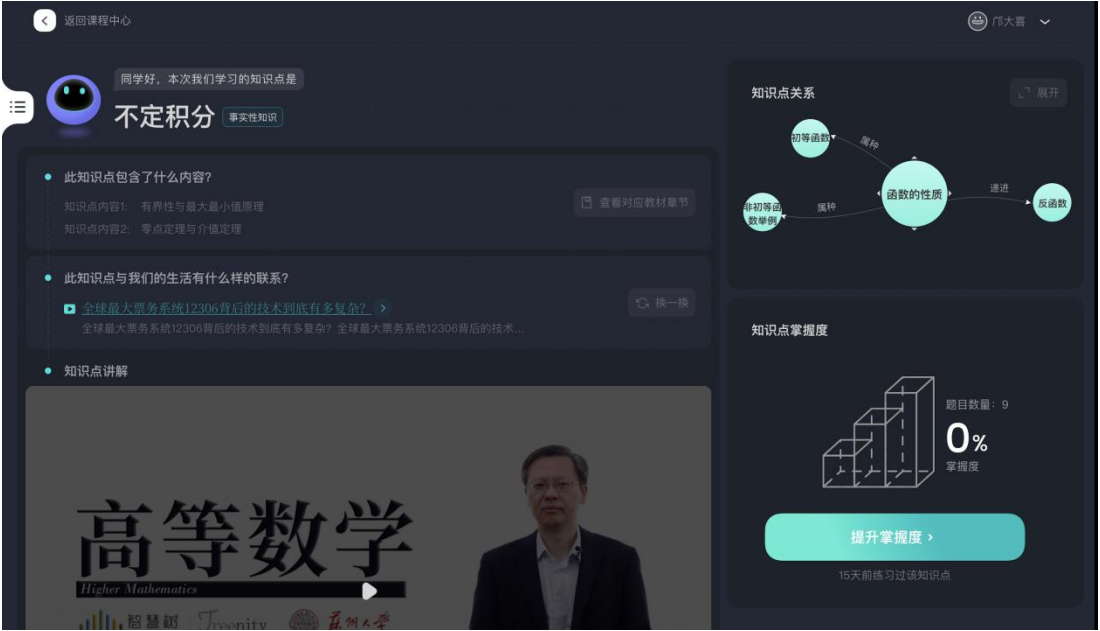 返回课程中心
邝大喜
同学好，本次我们学习的知识点是
不定积分 事实性知识
此知识点包含了什么内容？
知识点内容1： 有界性与最大最小值原理
知识点内容2： 零点定理与介值定理
查看对应教材章节
此知识点与我们的生活有什么样的联系？
全球最大票务系统12306背后的技术到底有多复杂？
全球最大票务系统12306背后的技术到底有多复杂？全球最大票务系统12306背后的技术...
换一换
知识点讲解
高等数学
Higher Mathematics
智慧树 Treenity 苏州大学
知识点关系
展开
初等函数
属种
函数的性质
递进
反函数
非初等函
数举例
属种
知识点掌握度
题目数量：9
0%
掌握度
提升掌握度
15天前练习过该知识点